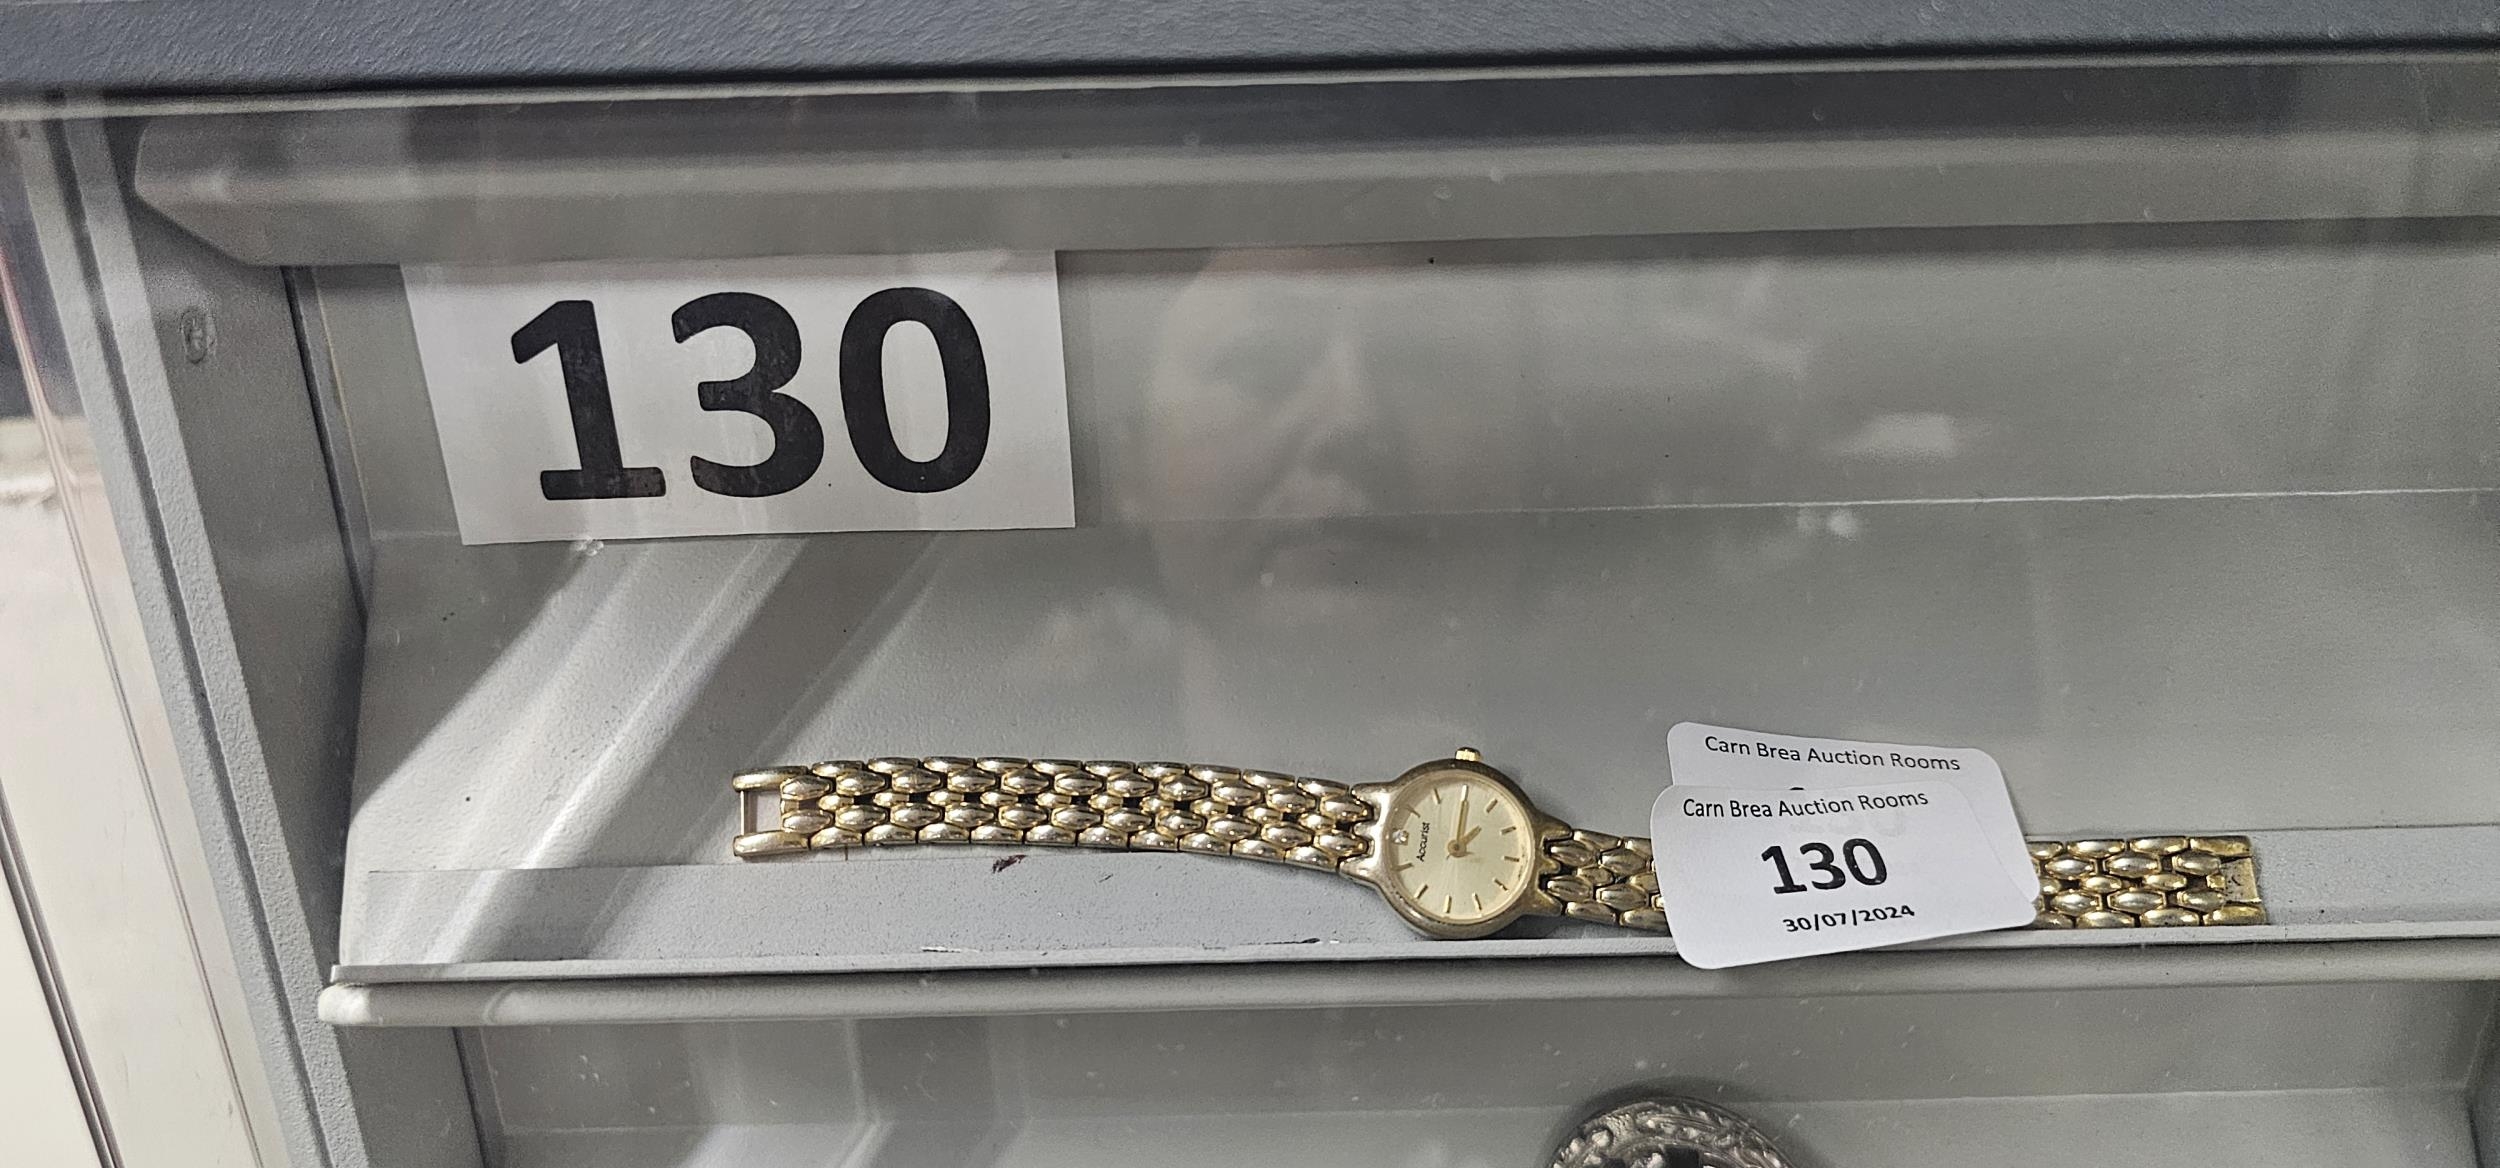 130
Accurist
Carn Brea Auction Rooms
Carn Brea Auction Rooms
130
30/07/2024